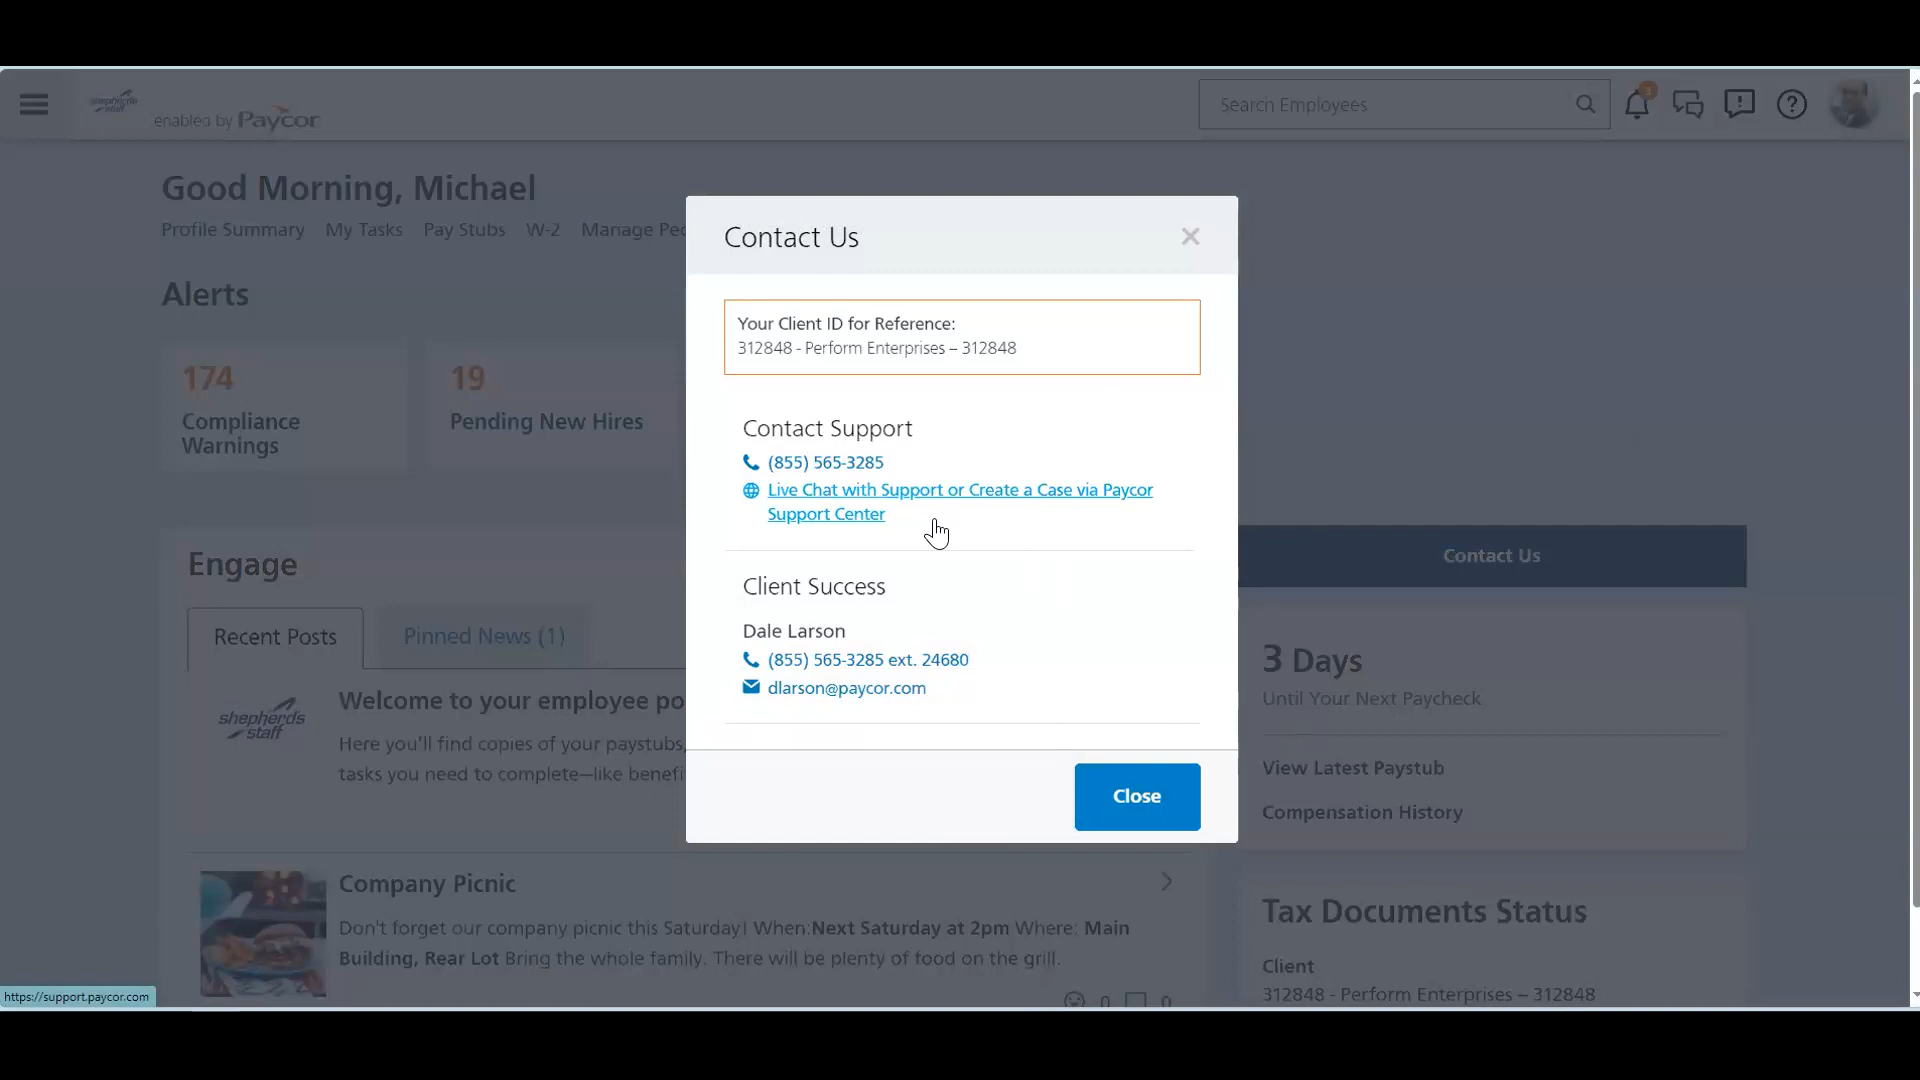 shepherds
staff
enabled by Paycor
Search Employees
Good Morning, Michael
Profile Summary My Tasks Pay Stubs W-2 Manage Pec
Alerts
174
Compliance
Warnings
19
Pending New Hires
Contact Us
Your Client ID for Reference:
312848 - Perform Enterprises – 312848
Contact Support
(855) 565-3285
Live Chat with Support or Create a Case via Paycor
Support Center
Client Success
Dale Larson
(855) 565-3285 ext. 24680
dlarson@paycor.com
Close
Engage
Recent Posts
Pinned News (1)
shepherd's
staff
Welcome to your employee po
Here you'll find copies of your paystubs,
tasks you need to complete—like benefi
Company Picnic
Don't forget our company picnic this Saturday! When:Next Saturday at 2pm Where: Main
Building, Rear Lot Bring the whole family. There will be plenty of food on the grill.
0 0
Contact Us
3 Days
Until Your Next Paycheck
View Latest Paystub
Compensation History
Tax Documents Status
Client
312848 - Perform Enterprises – 312848
https://support.paycor.com